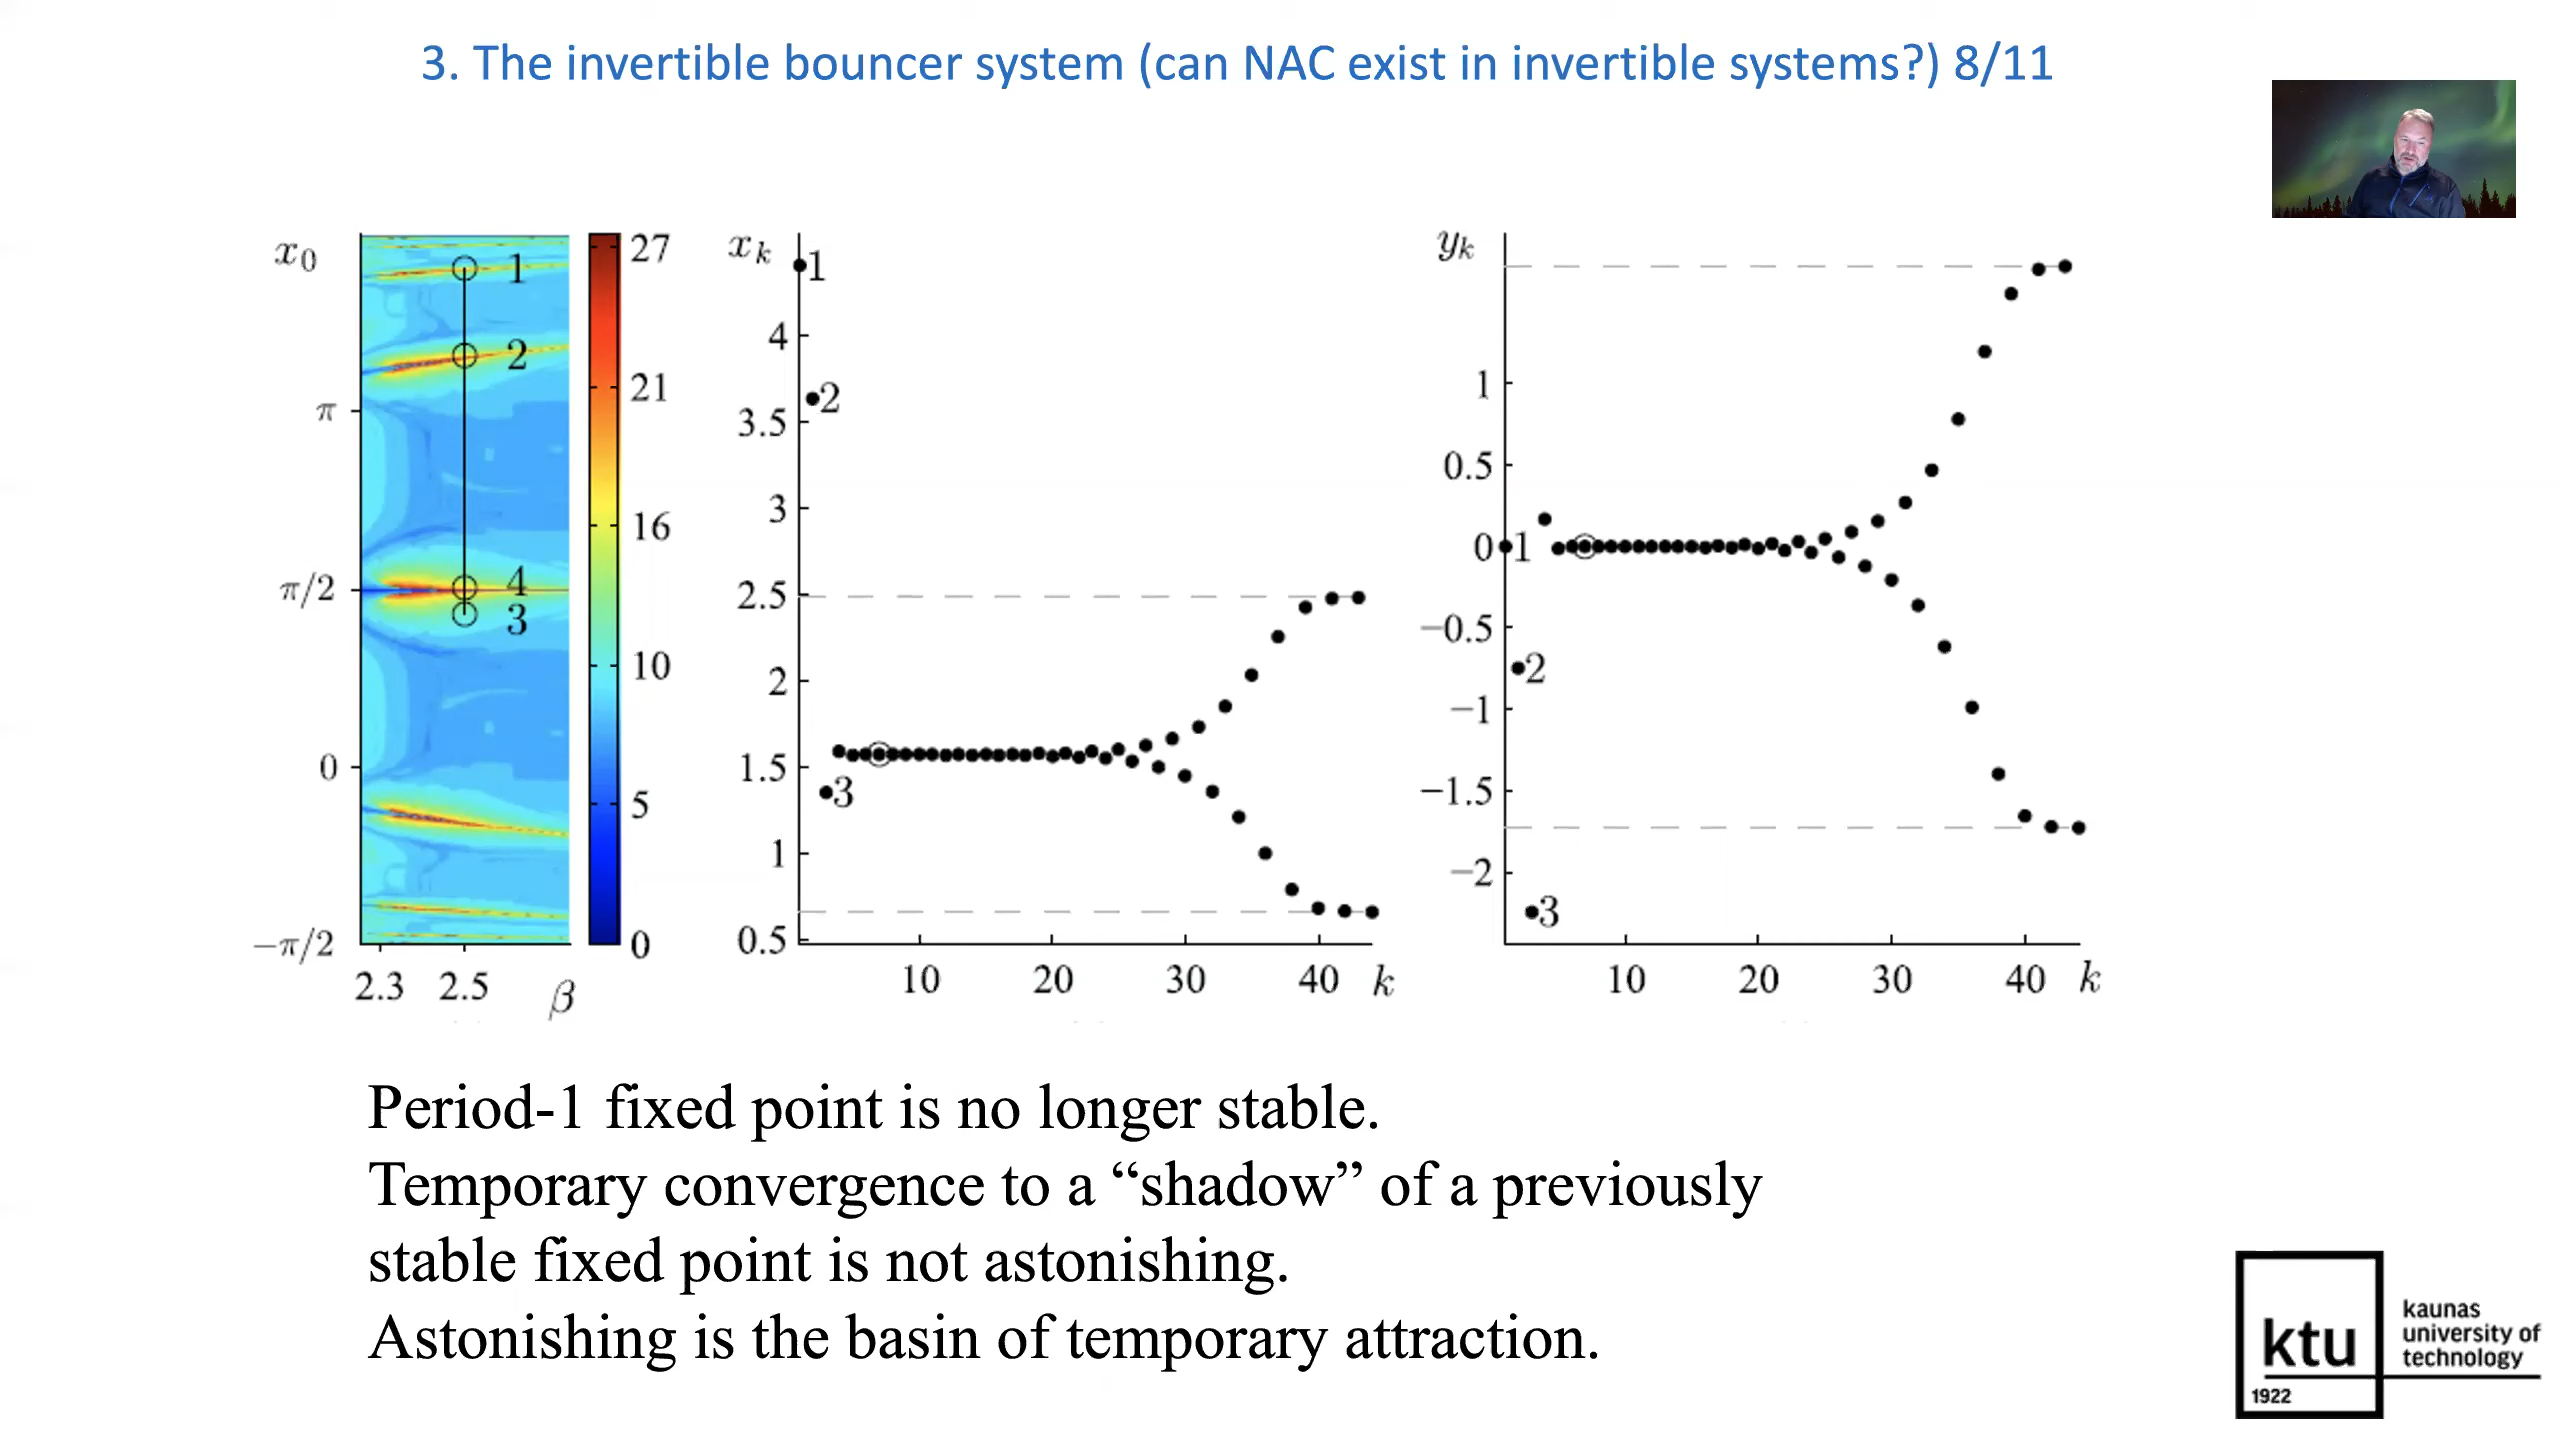 3. The invertible bouncer system (can NAC exist in invertible systems?) 8/11
x0
π
π/2
0
−π/2
2.3 2.5 β
1
2
4
3
27
21
16
10
5
0
xk
4
3.5
3
2.5
2
1.5
1
0.5
1
2
3
10 20 30 40 k
yk
1
0.5
0
−0.5
−1
−1.5
−2
1
2
3
10 20 30 40 k
Period-1 fixed point is no longer stable.
Temporary convergence to a “shadow” of a previously
stable fixed point is not astonishing.
Astonishing is the basin of temporary attraction.
ktu
1922
kaunas
university of
technology